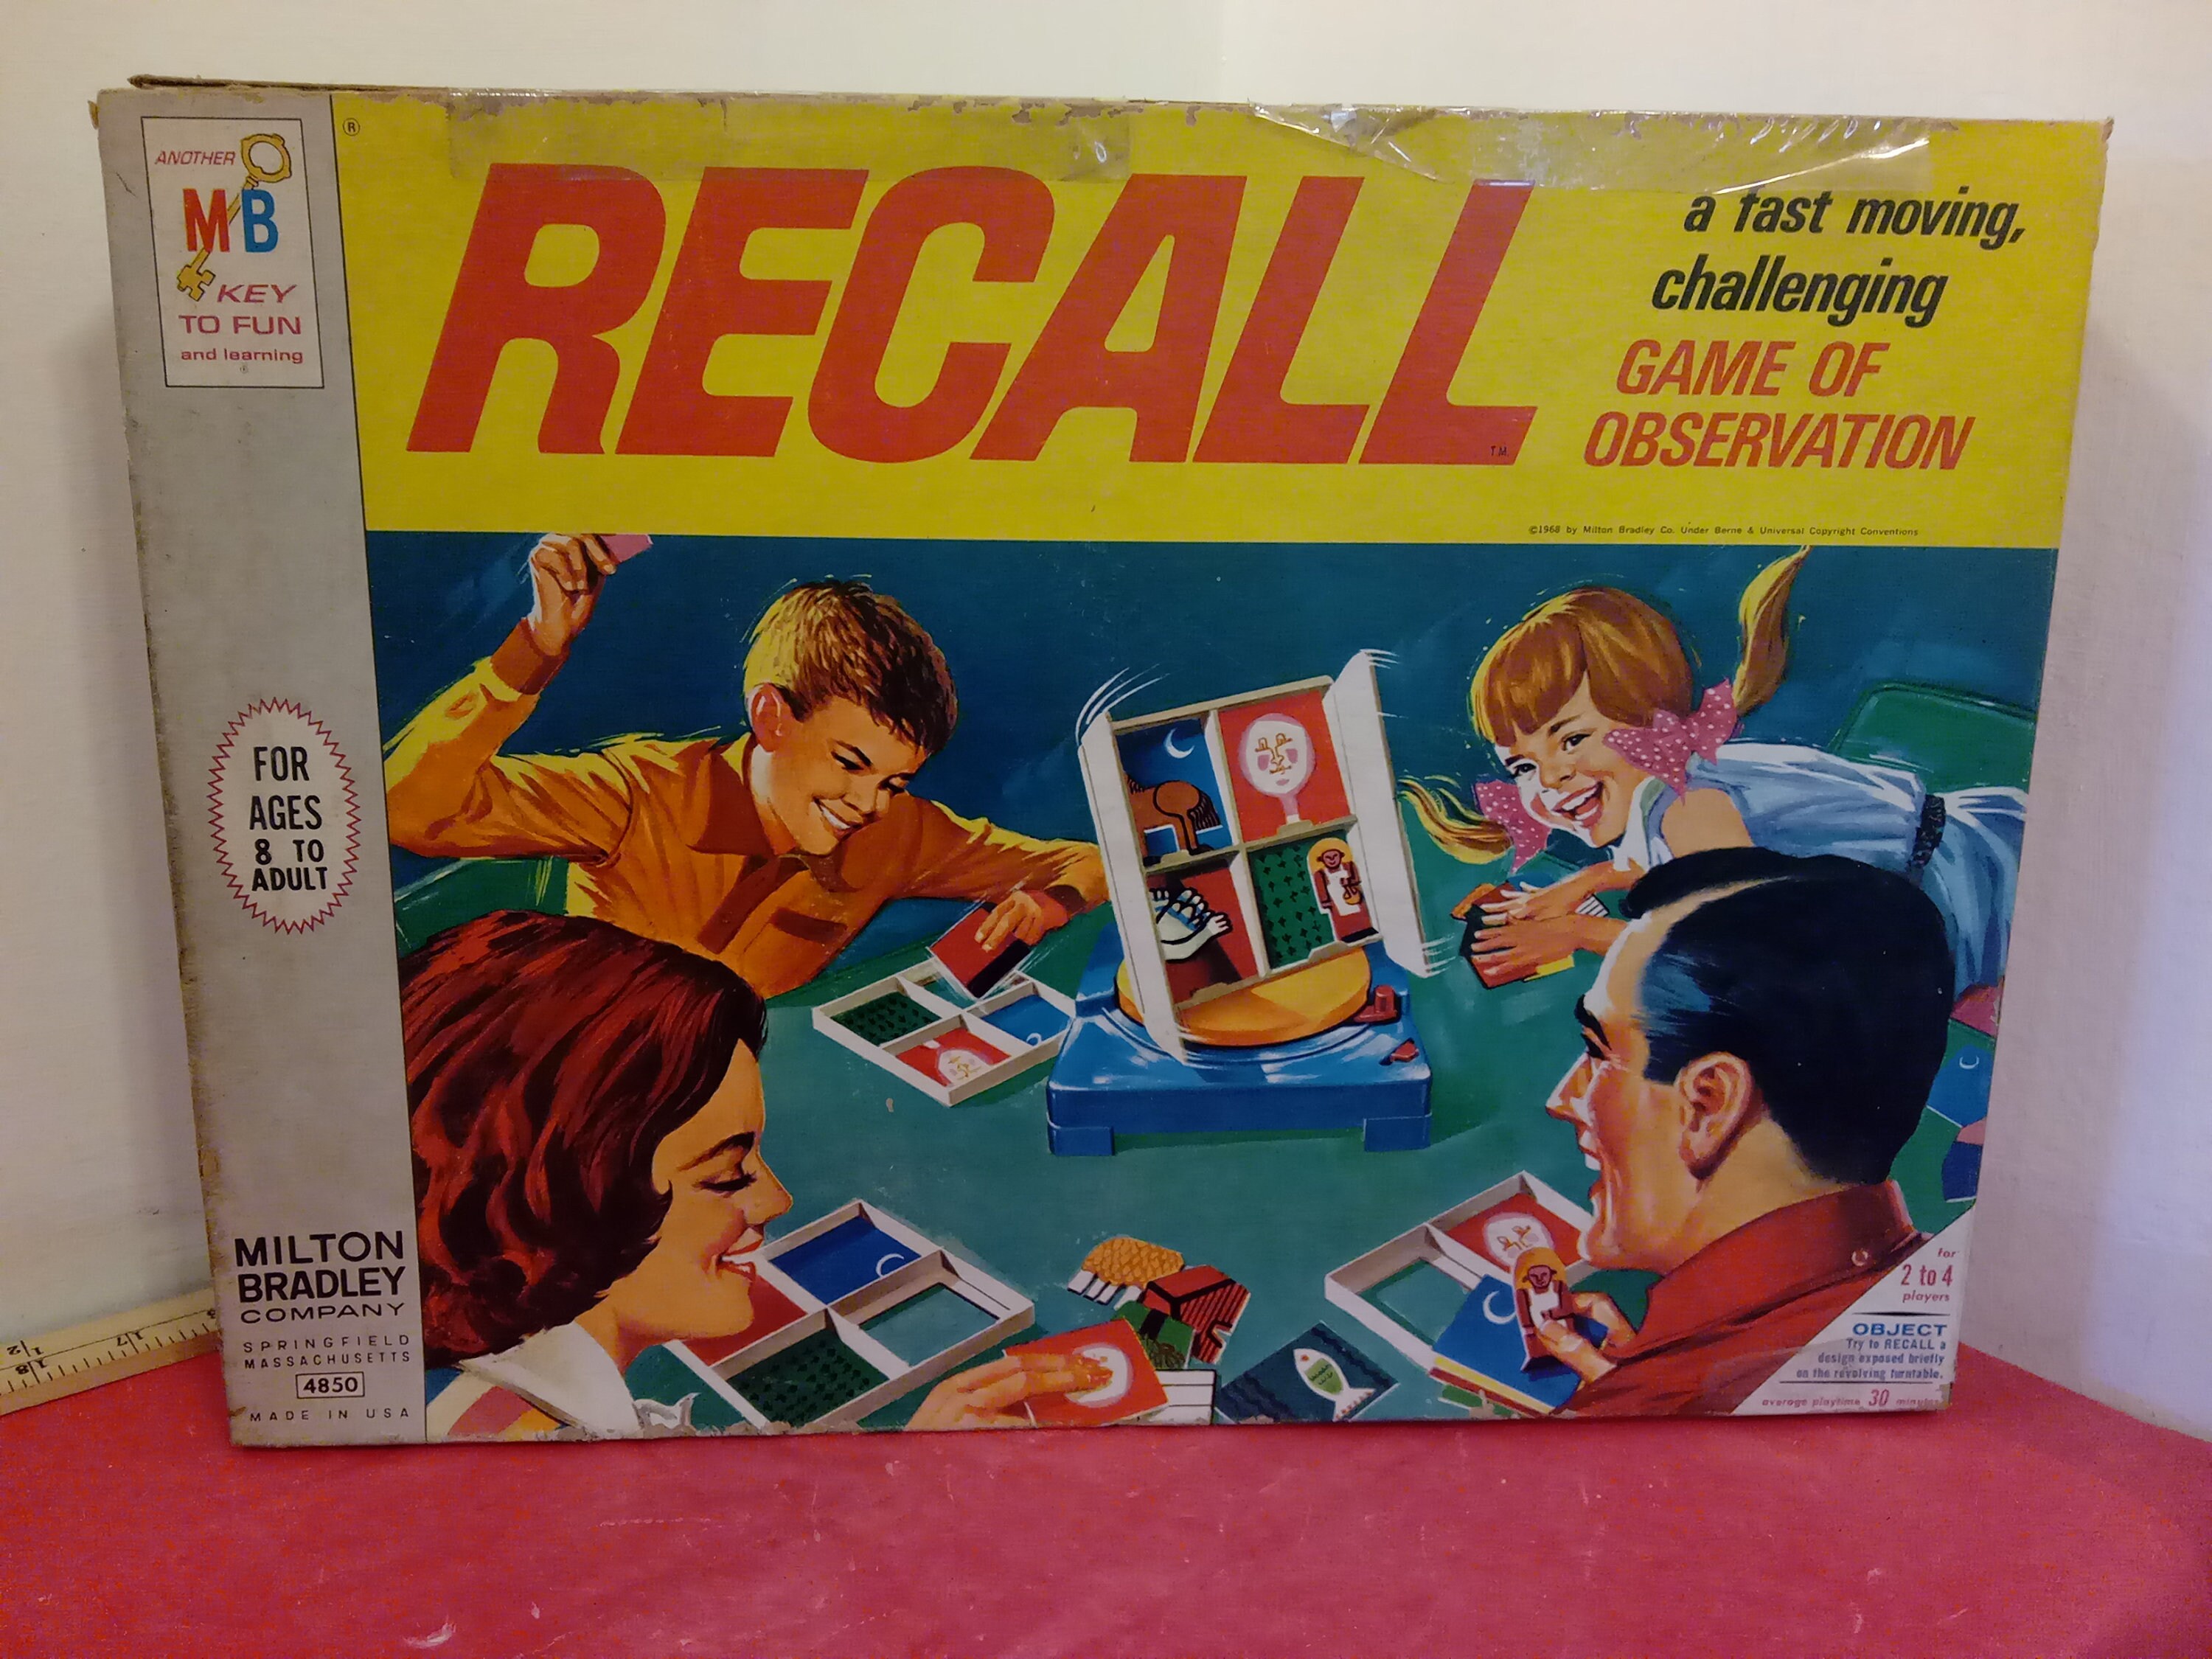 ANOTHER
MB
KEY
TO FUN
and learning
®
®
RECALL
T.M.
a fast moving,
challenging
GAME OF
OBSERVATION
©1968 by Milton Bradley Co. Under Berne & Universal Copyright Conventions
FOR
AGES
8 TO
ADULT
MILTON
BRADLEY
COMPANY
SPRINGFIELD
MASSACHUSETTS
4850
MADE IN USA
for
2 to 4
players
OBJECT
Try to RECALL a
design exposed briefly
on the revolving turntable.
average playtime 30 minutes
17
18